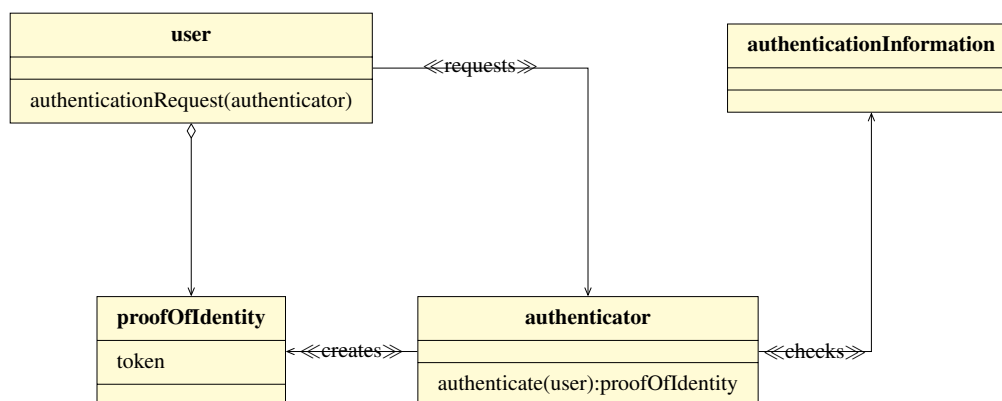 user
authenticationInformation
≪requests≫
authenticationRequest(authenticator)
proofOfIdentity
authenticator
token
≪creates≫
≪checks≫
authenticate(user):proofOfIdentity